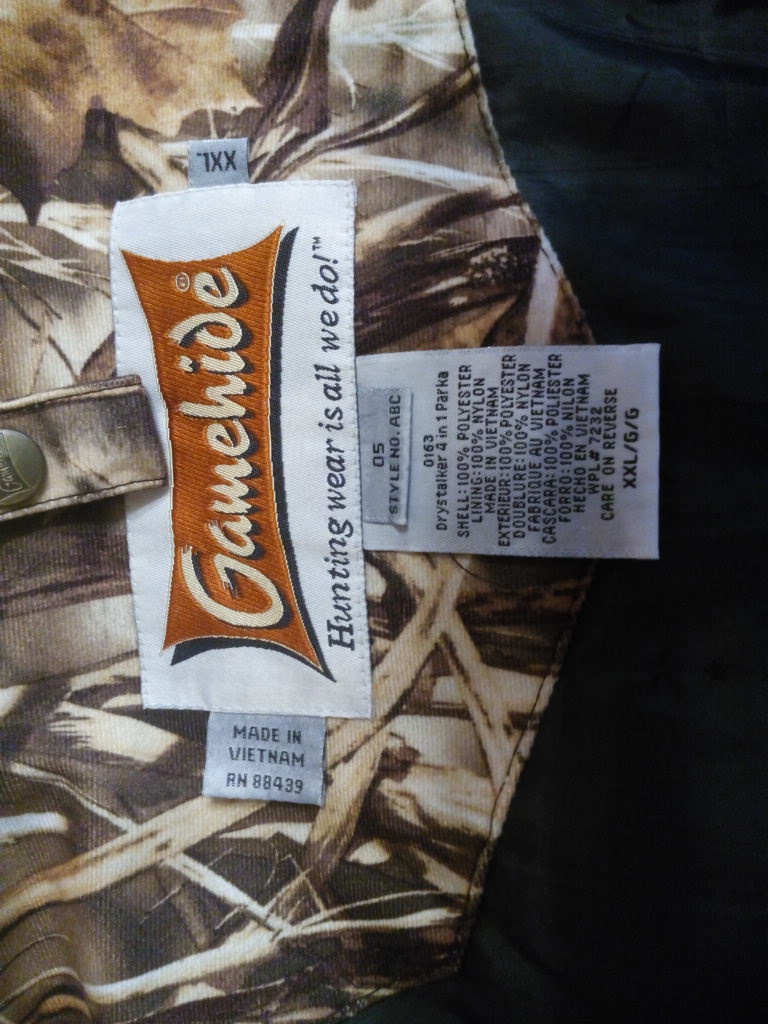 XXL
Gamehide®
Hunting wear is all we do!™
MADE IN
VIETNAM
RN 88439
05
STYLE NO. ABC
0163
Drystalker 4 in 1 Parka
SHELL: 100% POLYESTER
LINING: 100% NYLON
MADE IN VIETNAM
EXTERIEUR: 100% POLYESTER
DOUBLURE: 100% NYLON
FABRIQUE AU VIETNAM
CASCARA: 100% POLIESTER
FORRO: 100% NILON
HECHO EN VIETNAM
WPL# 7232
CARE ON REVERSE
XXL/G/G